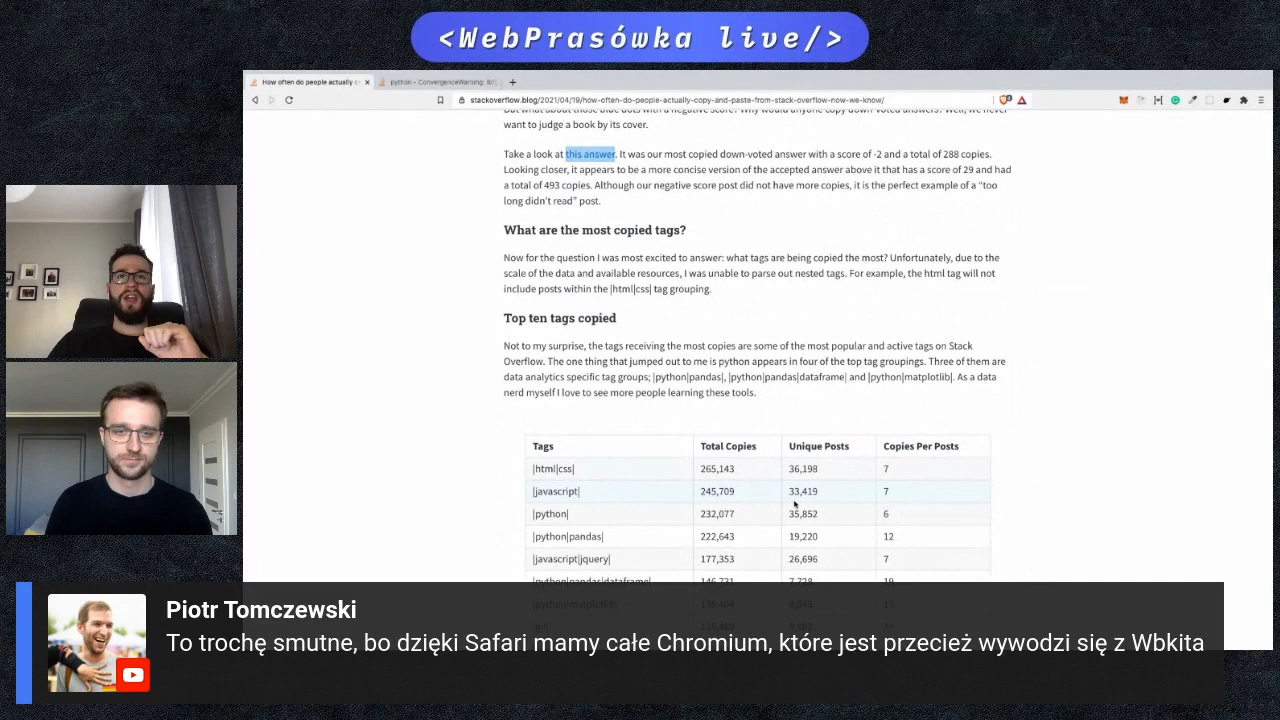 <WebPrasówka live/>
How often do people actually co
python - ConvergenceWarning: lbf
stackoverflow.blog/2021/04/19/how-often-do-people-actually-copy-and-paste-from-stack-overflow-now-we-know/
want to judge a book by its cover.
Take a look at this answer. It was our most copied down-voted answer with a score of -2 and a total of 288 copies.
Looking closer, it appears to be a more concise version of the accepted answer above it that has a score of 29 and had
a total of 493 copies. Although our negative score post did not have more copies, it is the perfect example of a “too
long didn’t read” post.
What are the most copied tags?
Now for the question I was most excited to answer: what tags are being copied the most? Unfortunately, due to the
scale of the data and available resources, I was unable to parse out nested tags. For example, the html tag will not
include posts within the |html|css| tag grouping.
Top ten tags copied
Not to my surprise, the tags receiving the most copies are some of the most popular and active tags on Stack
Overflow. The one thing that jumped out to me is python appears in four of the top tag groupings. Three of them are
data analytics specific tag groups; |python|pandas|, |python|pandas|dataframe| and |python|matplotlib|. As a data
nerd myself I love to see more people learning these tools.
Tags Total Copies Unique Posts Copies Per Posts
|html|css| 265,143 36,198 7
|javascript| 245,709 33,419 7
|python| 232,077 35,852 6
|python|pandas| 222,643 19,220 12
|javascript|jquery| 177,353 26,696 7
|python|pandas|dataframe| 146,731 7,728 19
Piotr Tomczewski
To trochę smutne, bo dzięki Safari mamy całe Chromium, które jest przecież wywodzi się z Wbkita